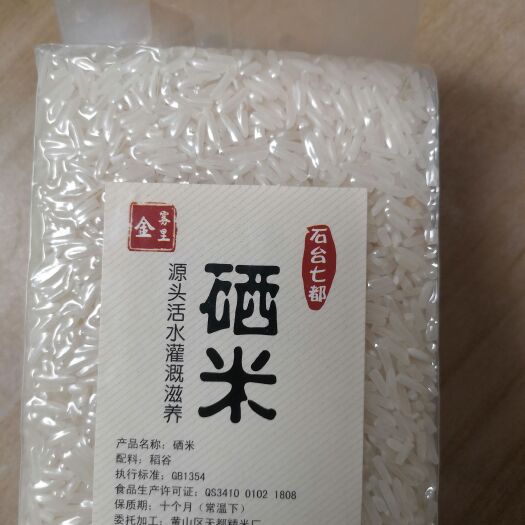 金雾里
石台七都
硒米
源头活水灌溉滋养
产品名称：硒米
配料：稻谷
执行标准：GB1354
食品生产许可证：QS3410 0102 1808
保质期：十个月（常温下）
委托加工：黄山区天都精米厂